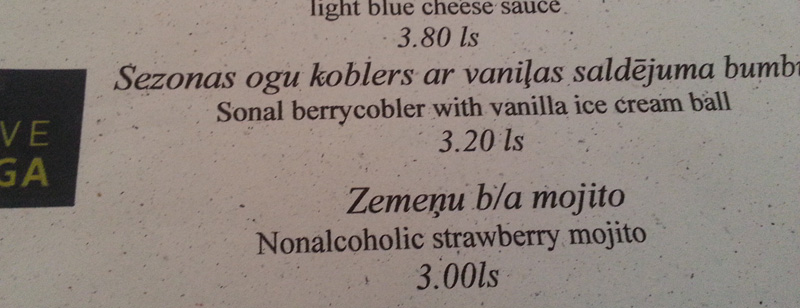 light blue cheese sauce
3.80 ls
Sezonas ogu koblers ar vaniļas saldējuma bumb
Sonal berrycobler with vanilla ice cream ball
3.20 ls
Zemeņu b/a mojito
Nonalcoholic strawberry mojito
3.00ls
VE
GA